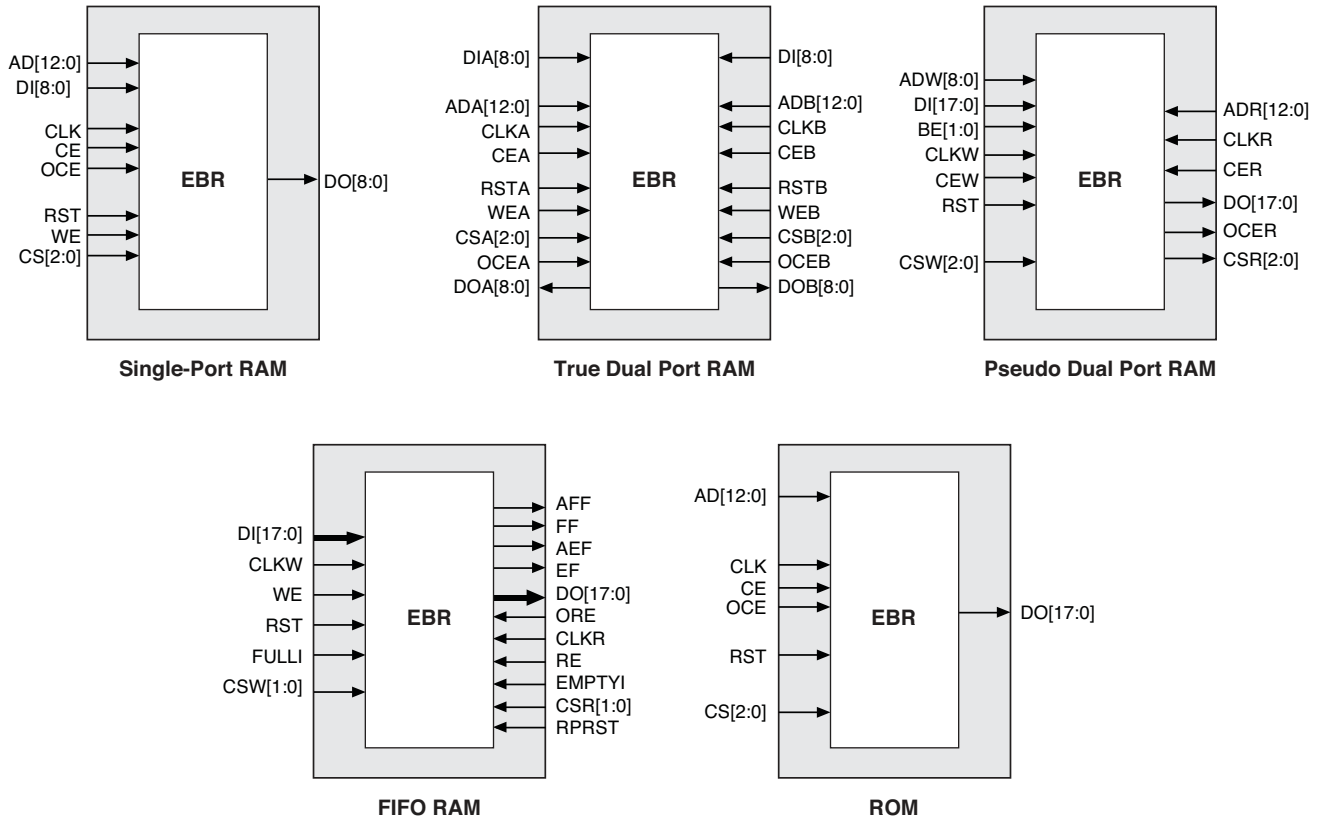 AD[12:0]
DI[8:0]
CLK
CE
OCE
RST
WE
CS[2:0]
EBR
DO[8:0]
Single-Port RAM
DIA[8:0]
ADA[12:0]
CLKA
CEA
RSTA
WEA
CSA[2:0]
OCEA
DOA[8:0]
EBR
DI[8:0]
ADB[12:0]
CLKB
CEB
RSTB
WEB
CSB[2:0]
OCEB
DOB[8:0]
True Dual Port RAM
ADW[8:0]
DI[17:0]
BE[1:0]
CLKW
CEW
RST
CSW[2:0]
EBR
ADR[12:0]
CLKR
CER
DO[17:0]
OCER
CSR[2:0]
Pseudo Dual Port RAM
DI[17:0]
CLKW
WE
RST
FULLI
CSW[1:0]
EBR
AFF
FF
AEF
EF
DO[17:0]
ORE
CLKR
RE
EMPTYI
CSR[1:0]
RPRST
FIFO RAM
AD[12:0]
CLK
CE
OCE
RST
CS[2:0]
EBR
DO[17:0]
ROM